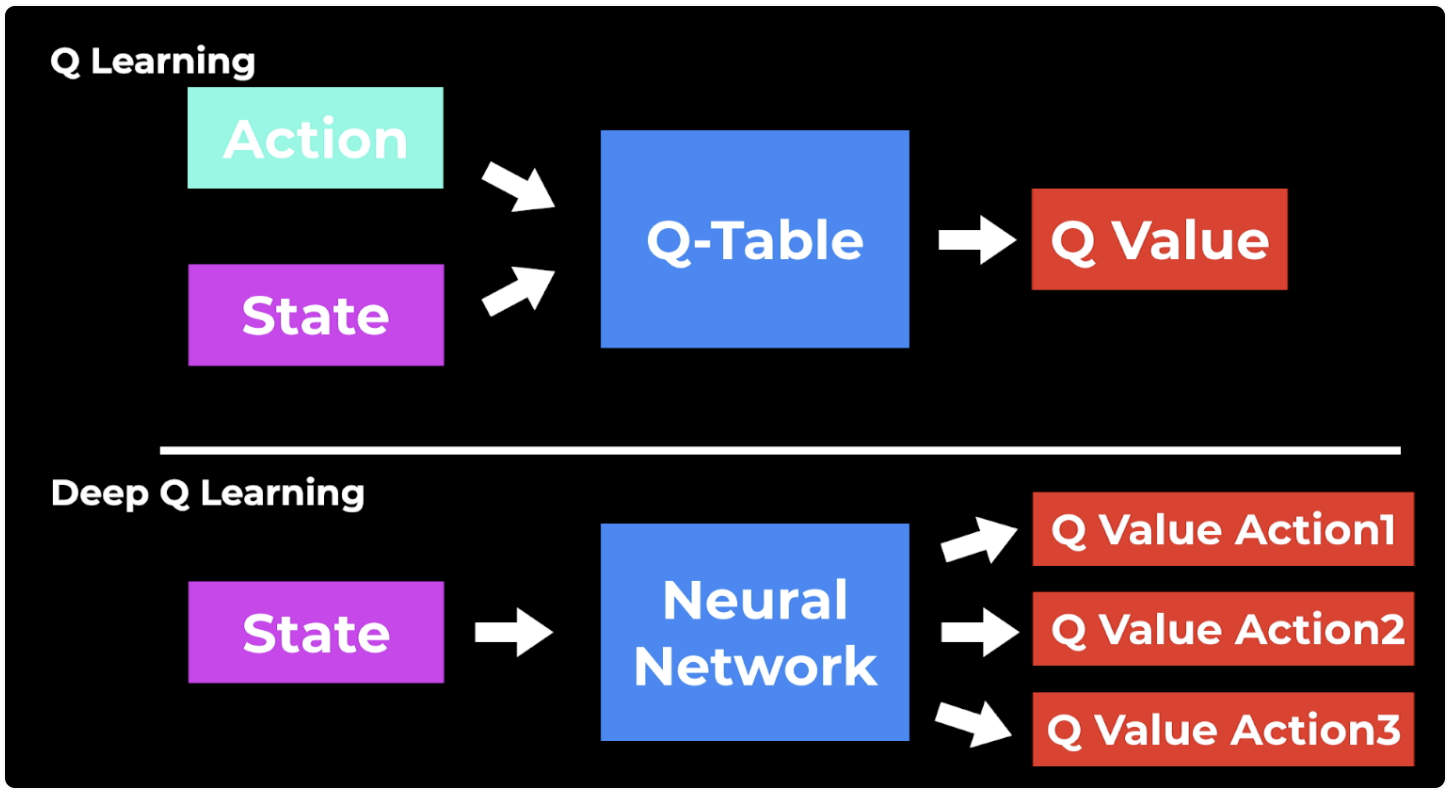 Q Learning
Action
State
Q-Table
Q Value
Deep Q Learning
State
Neural
Network
Q Value Action1
Q Value Action2
Q Value Action3